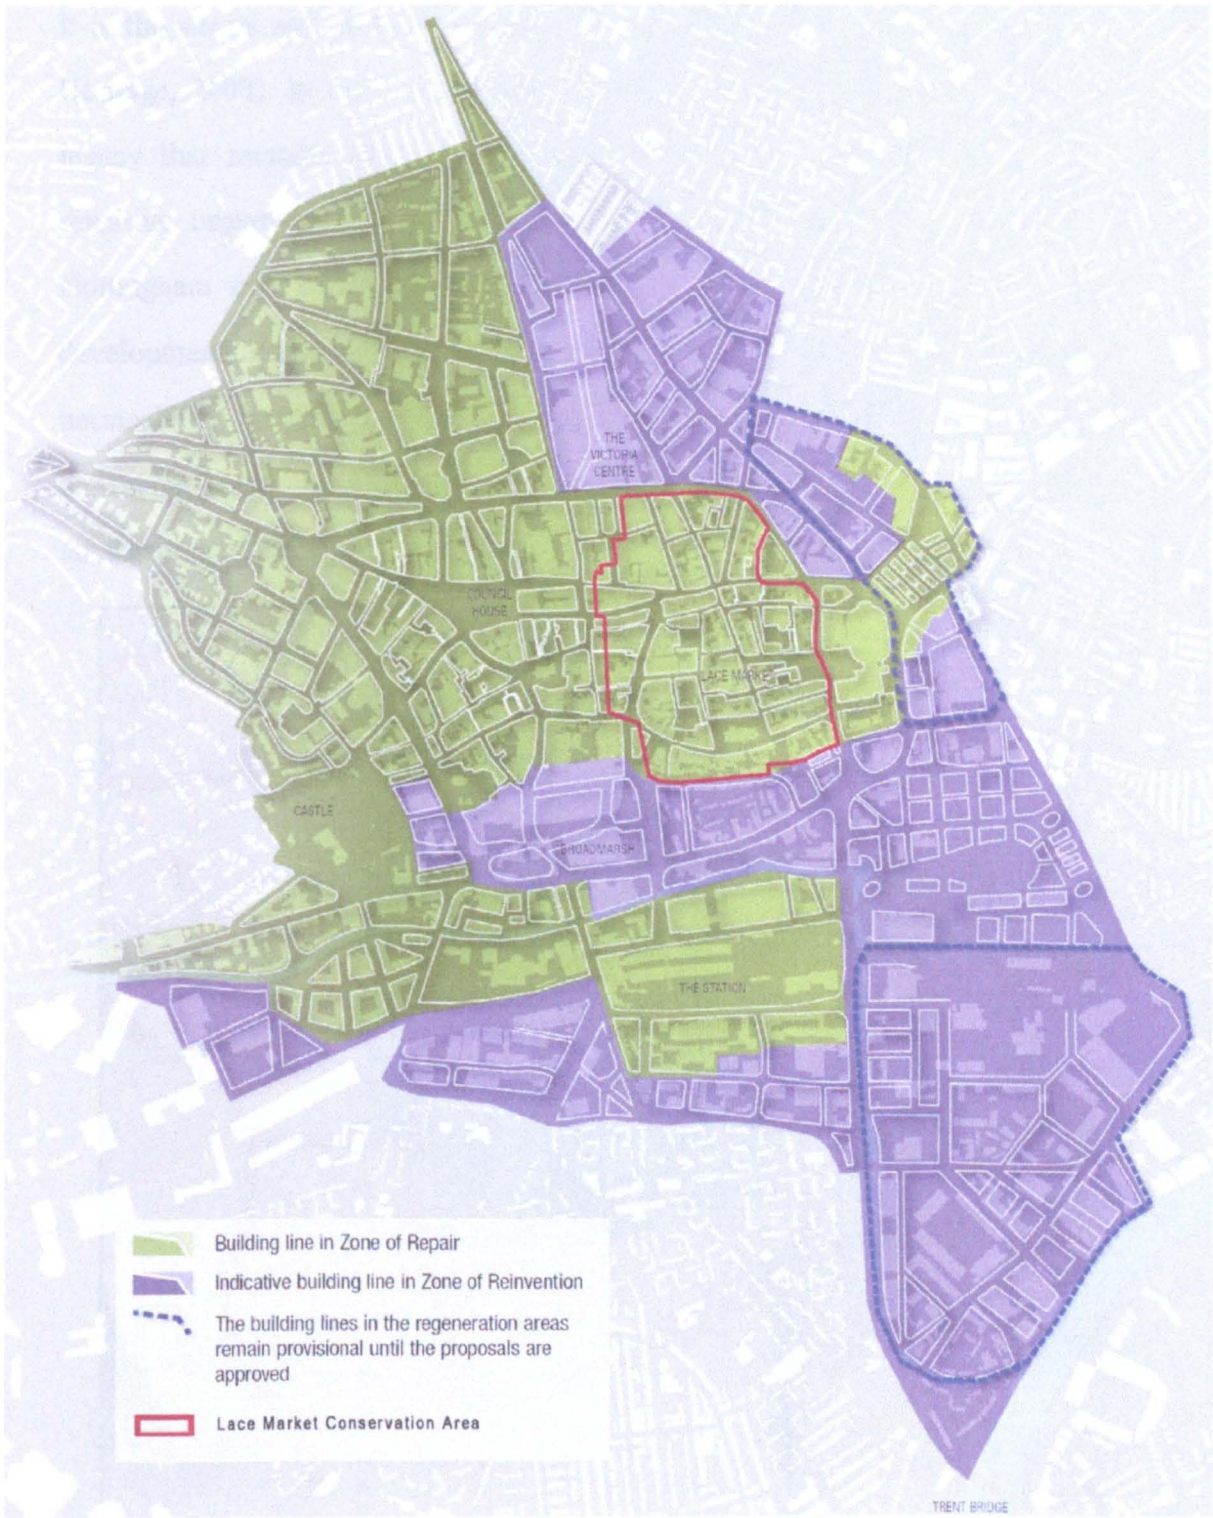 THE
VICTORIA
CENTRE
COUNCIL
HOUSE
LACE MARKET
CASTLE
BROADMARSH
THE STATION
Building line in Zone of Repair
Indicative building line in Zone of Reinvention
The building lines in the regeneration areas
remain provisional until the proposals are
approved
Lace Market Conservation Area
TRENT BRIDGE